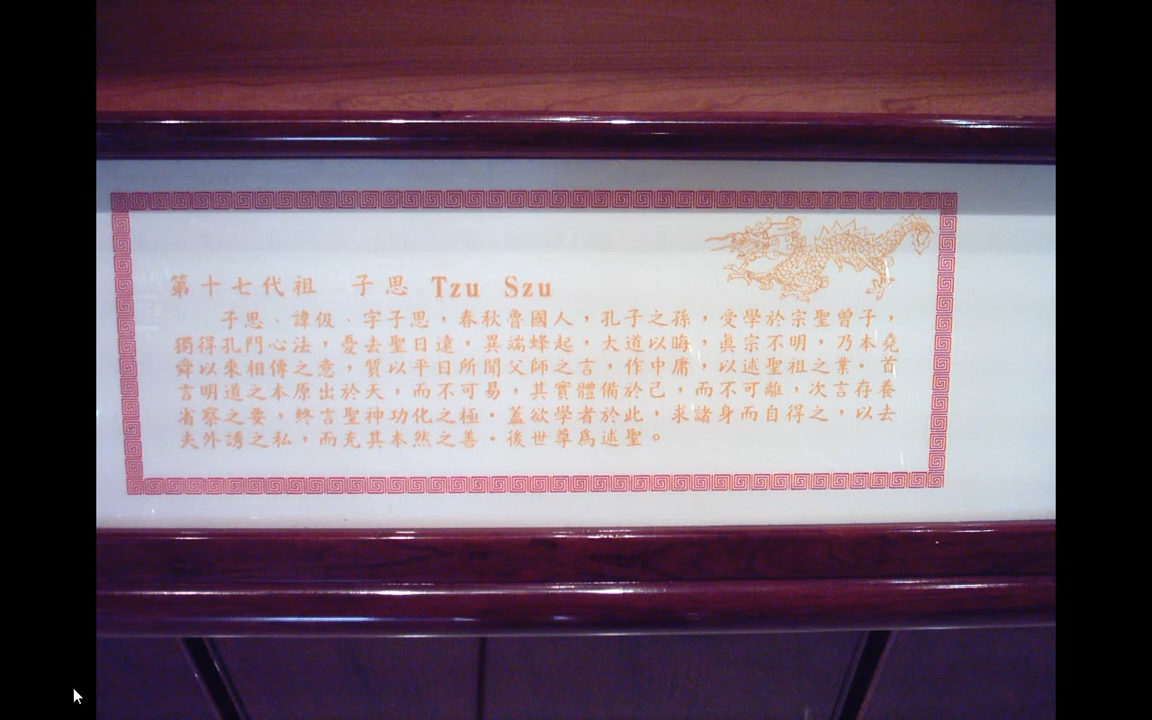 第十七代祖 子思 Tzu Szu
子思、諱伋、字子思，春秋魯國人，孔子之孫，受學於宗聖曾子，
獨得孔門心法，憂去聖日遠，異端蜂起，大道以晦，眞宗不明，乃本堯
舜以來相傳之意，質以平日所聞父師之言，作中庸，以述聖祖之業。首
言明道之本原出於天，而不可易，其實體備於己，而不可離，次言存養
省察之要，終言聖神功化之極。蓋欲學者於此，求諸身而自得之，以去
夫外誘之私，而充其本然之善。後世尊爲述聖。